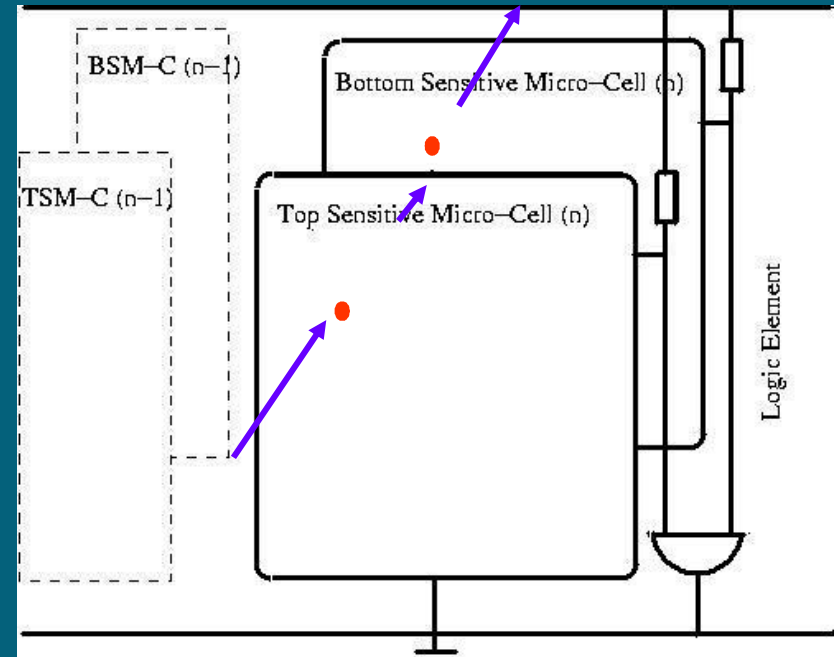 BSM–C (n–1)
Bottom Sensitive Micro–Cell (n)
TSM–C (n–1)
Top Sensitive Micro–Cell (n)
Logic Element